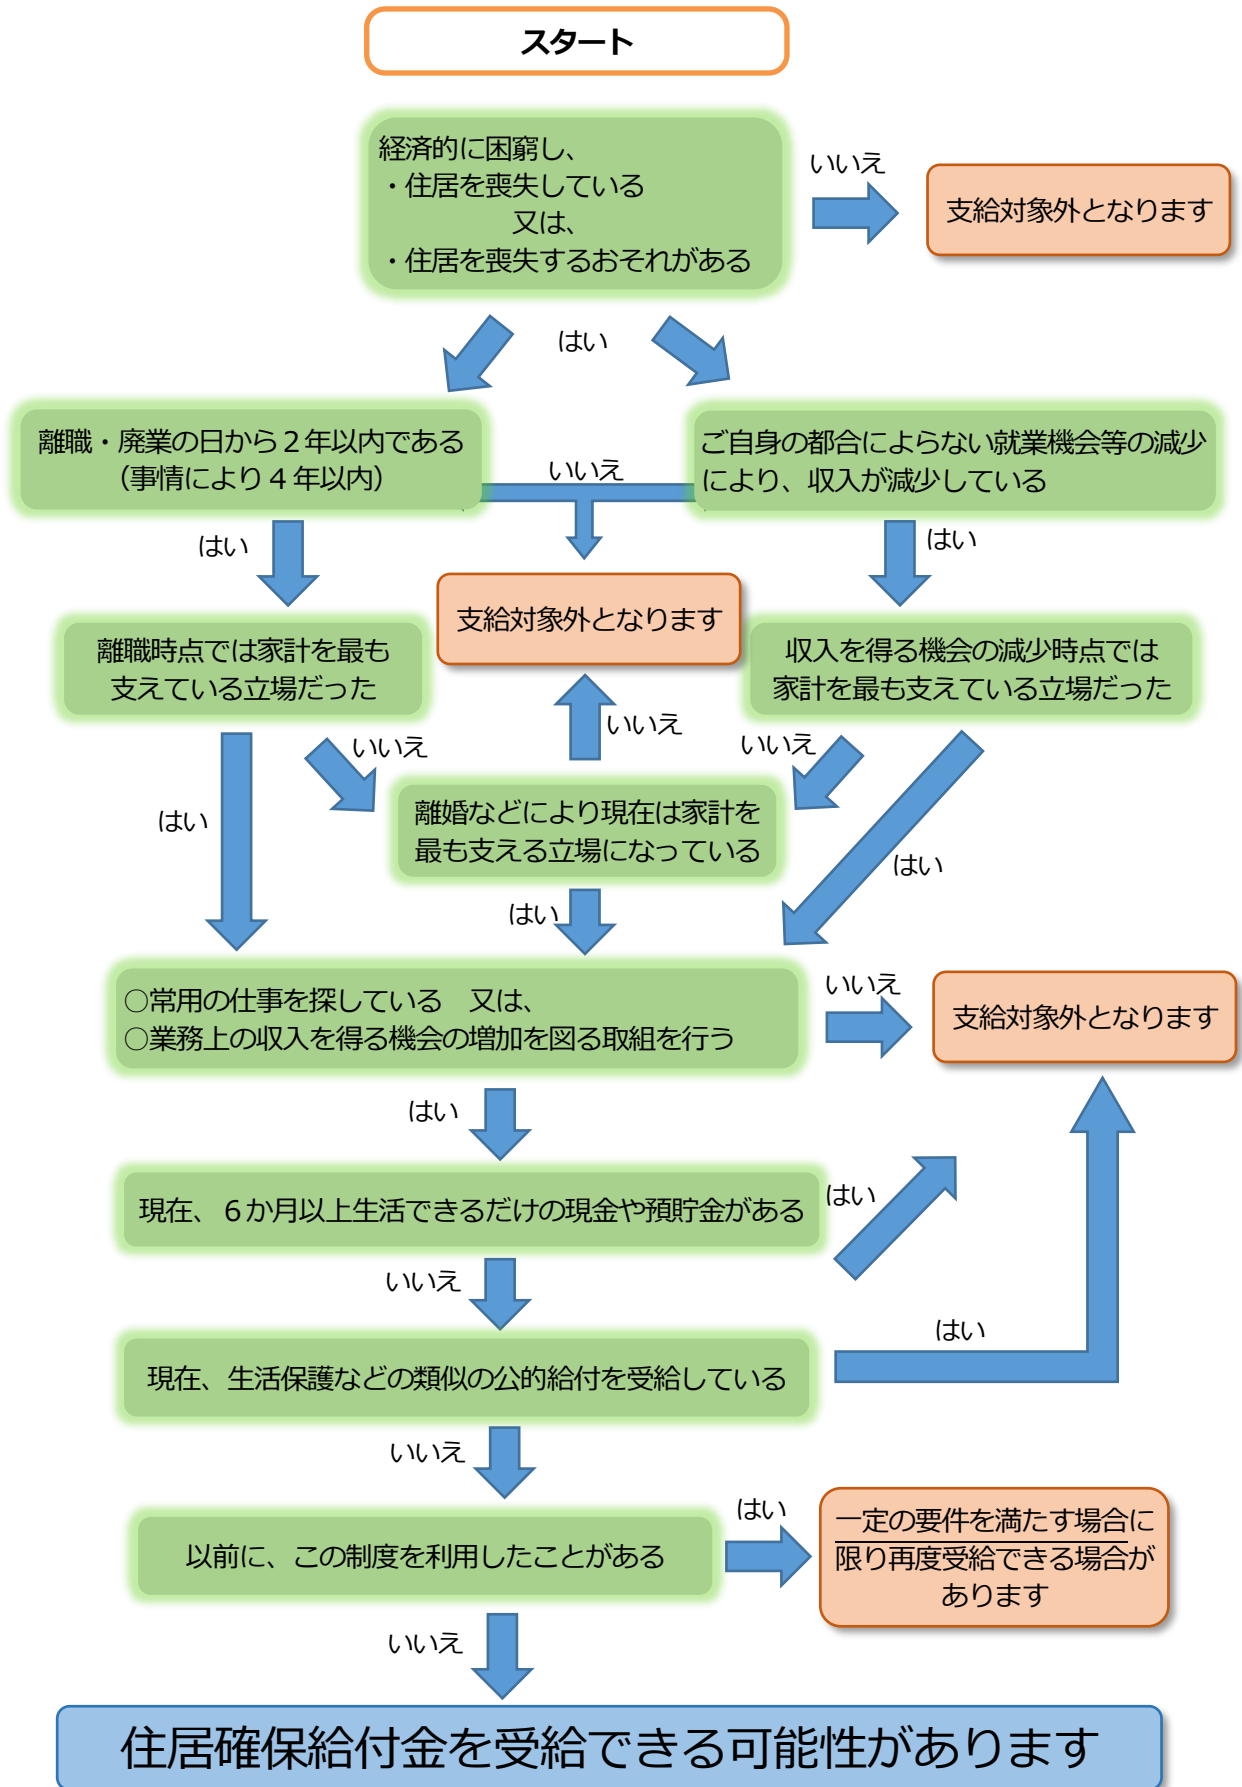 スタート
経済的に困窮し、
・住居を喪失している
又は、
・住居を喪失するおそれがある
いいえ
支給対象外となります
はい
離職・廃業の日から２年以内である
（事情により４年以内）
いいえ
ご自身の都合によらない就業機会等の減少
により、収入が減少している
はい
はい
支給対象外となります
離職時点では家計を最も
支えている立場だった
収入を得る機会の減少時点では
家計を最も支えている立場だった
いいえ
いいえ
いいえ
はい
離婚などにより現在は家計を
最も支える立場になっている
はい
はい
○常用の仕事を探している　又は、
○業務上の収入を得る機会の増加を図る取組を行う
いいえ
支給対象外となります
はい
現在、６か月以上生活できるだけの現金や預貯金がある
はい
いいえ
現在、生活保護などの類似の公的給付を受給している
はい
いいえ
以前に、この制度を利用したことがある
はい
一定の要件を満たす場合に
限り再度受給できる場合が
あります
いいえ
住居確保給付金を受給できる可能性があります